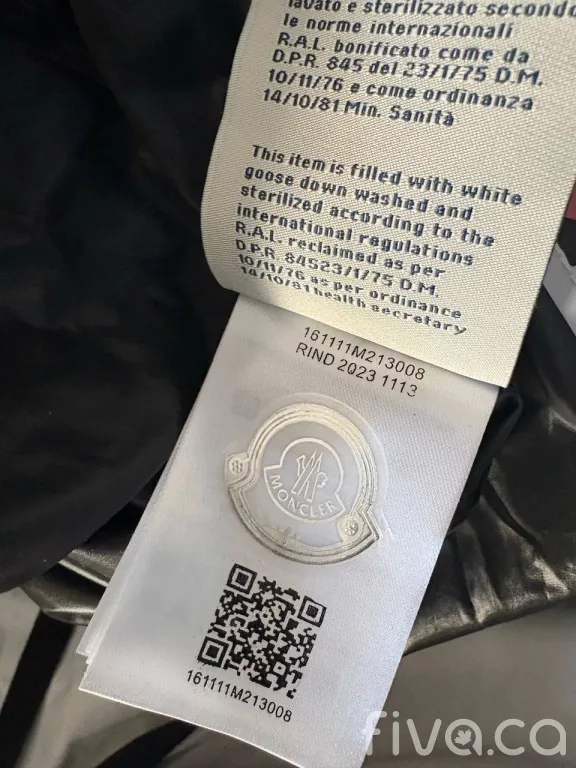 lavato e sterilizzato secondo
le norme internazionali
R.A.L. bonificato come da
D.P.R. 845 del 23/1/75 D.M.
10/11/76 e come ordinanza
14/10/81 Min. Sanità
This item is filled with white
goose down washed and
sterilized according to the
international regulations
R.A.L. reclaimed as per
D.P.R. 84523/1/75 D.M.
10/11/76 as per ordinance
14/10/81 health secretary
161111M213008
RIND 2023 1113
MONCLER
161111M213008
fiva.ca